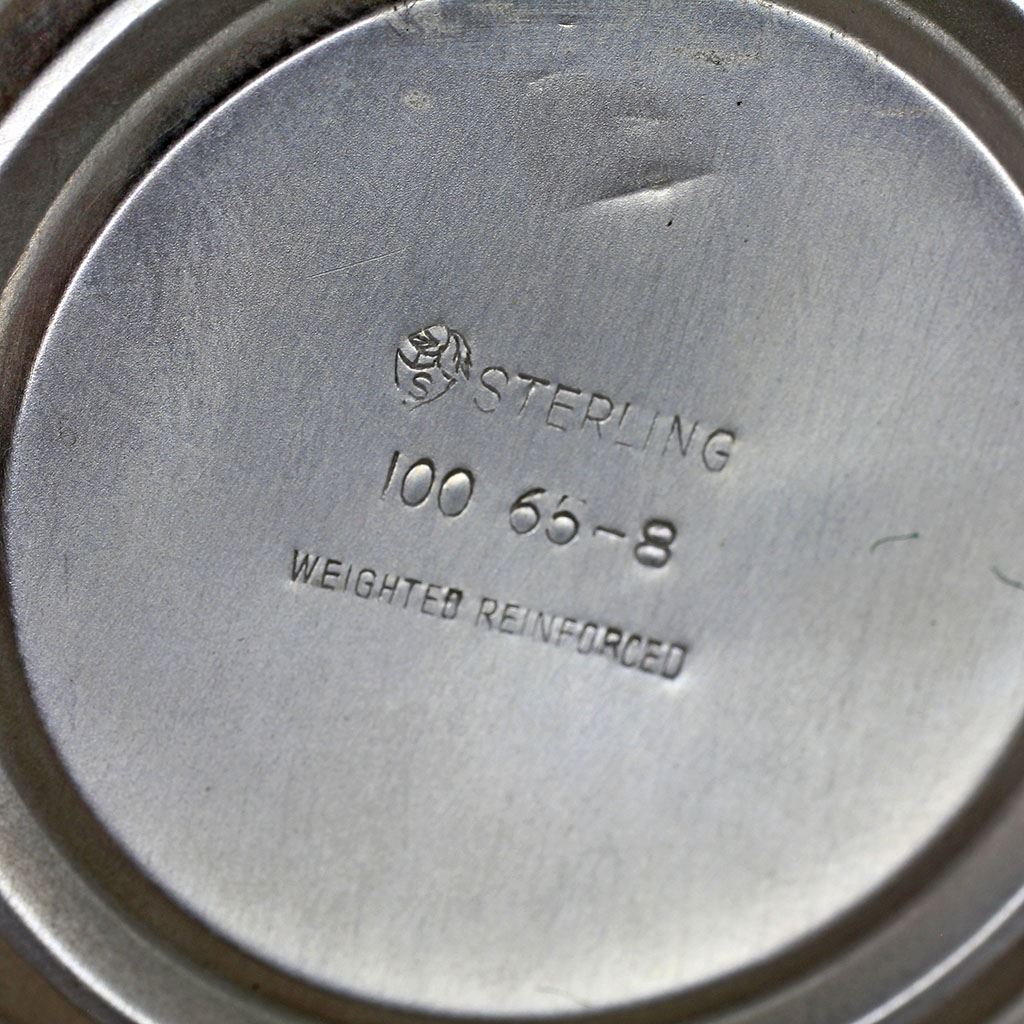 S STERLING
100 65-8
WEIGHTED REINFORCED